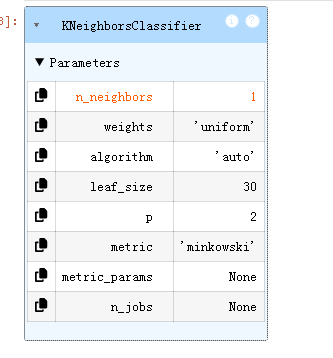 3]:
▼ KNeighborsClassifier i ?
▼ Parameters
n_neighbors 1
weights 'uniform'
algorithm 'auto'
leaf_size 30
p 2
metric 'minkowski'
metric_params None
n_jobs None